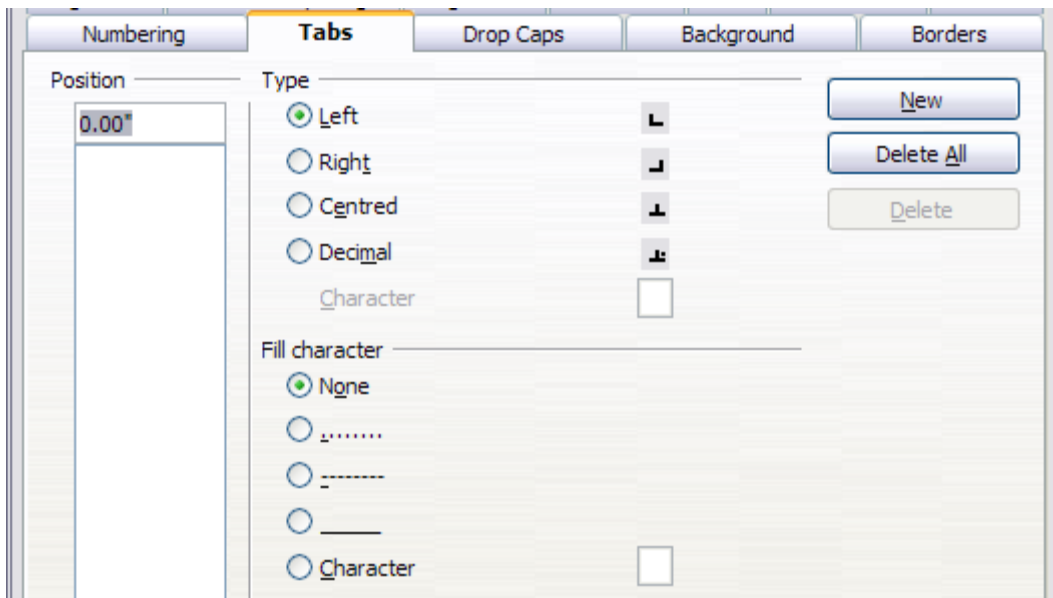 Numbering Tabs Drop Caps Background Borders
Position Type
0.00" Left New
Right Delete All
Centred Delete
Decimal
Character
Fill character
None
.........
--------
______
Character